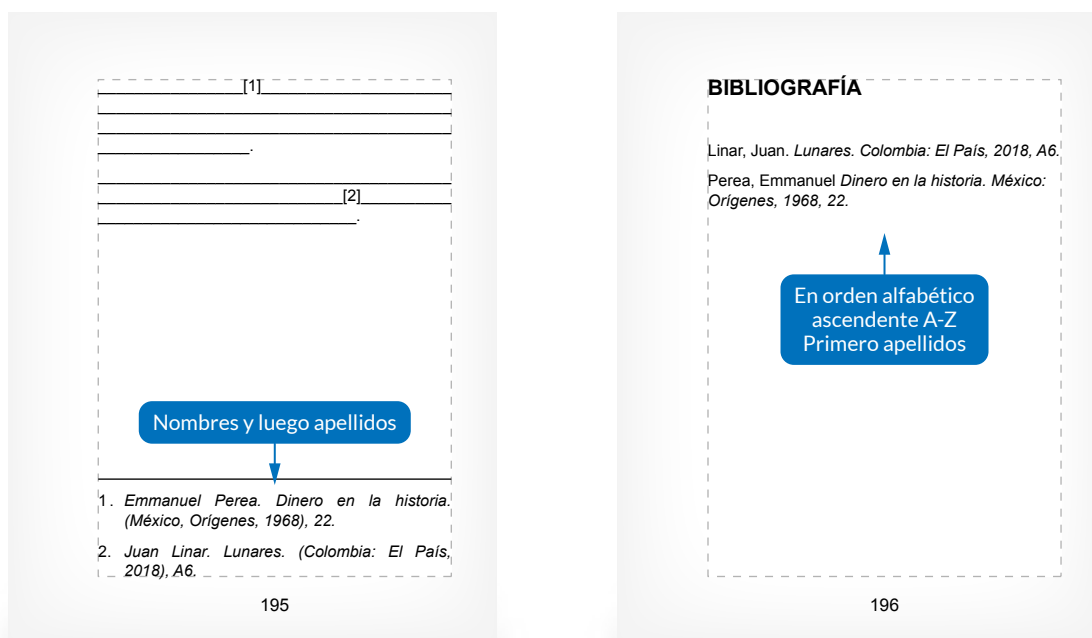 [1]
.
[2]
.
Nombres y luego apellidos
1. Emmanuel Perea. Dinero en la historia.
(México, Orígenes, 1968), 22.
2. Juan Linar. Lunares. (Colombia: El País,
2018), A6.
195
BIBLIOGRAFÍA
Linar, Juan. Lunares. Colombia: El País, 2018, A6.
Perea, Emmanuel Dinero en la historia. México:
Orígenes, 1968, 22.
En orden alfabético
ascendente A-Z
Primero apellidos
196